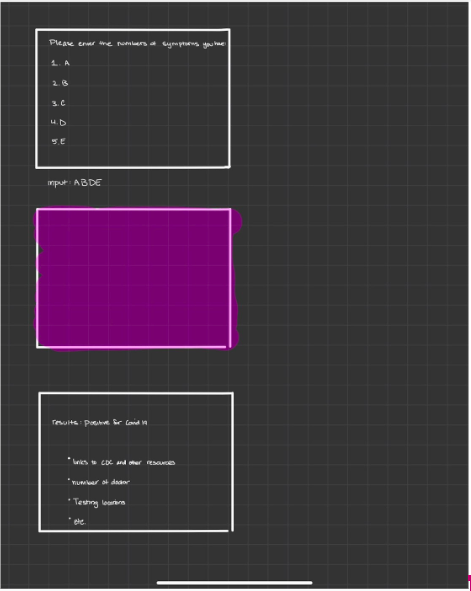 Please enter the numbers of symptoms you have
1. A
2. B
3. C
4. D
5. E
input: ABDE
results: positive for Covid 19
* links to CDC and other resources
* number of doctor
* Testing locations
* etc.